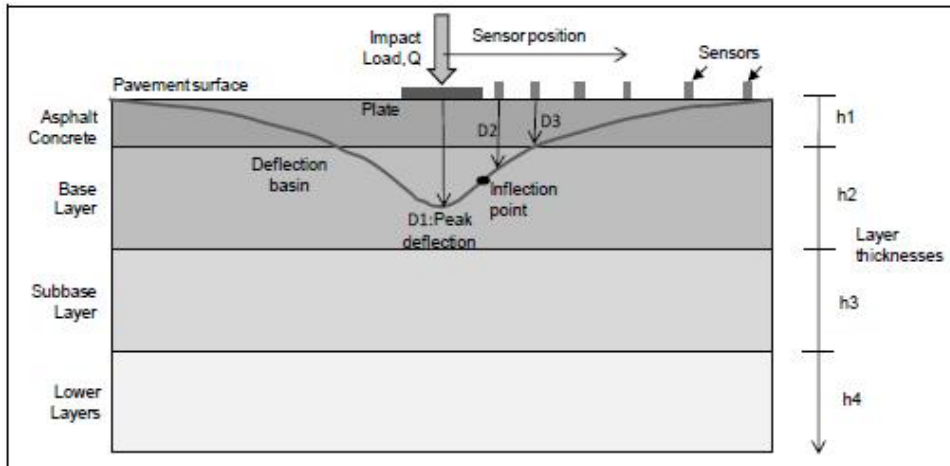 Impact
Load,Q
Sensor position
Sensors
Pavement surface
Plate
Asphalt
Concrete
D2
D3
h1
Deflection
basin
Base
Layer
Inflection
point
h2
D1:Peak
deflection
Layer
thicknesses
Subbase
Layer
h3
Lower
Layers
h4